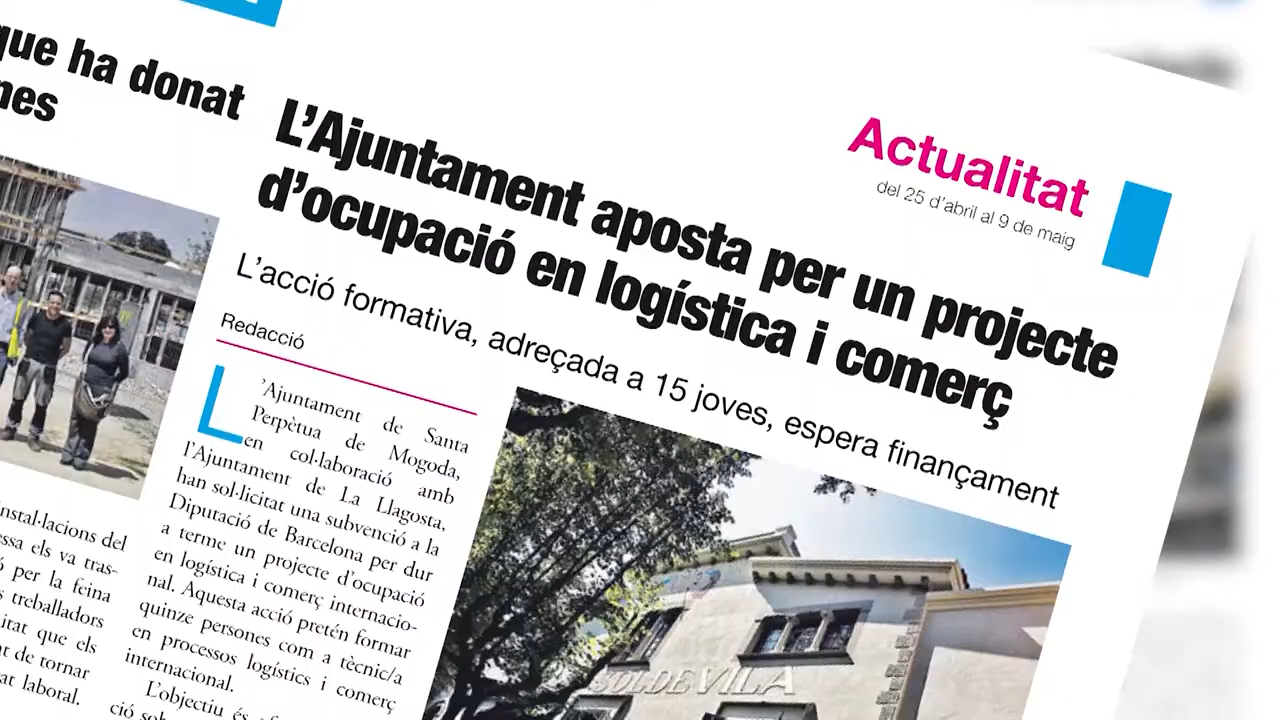 que ha donat
nes
nstal·lacions del
essa els va tras-
ó per la feina
s treballadors
itat que els
at de tornar
at laboral.
Actualitat
del 25 d'abril al 9 de maig
L'Ajuntament aposta per un projecte
d'ocupació en logística i comerç
L'acció formativa, adreçada a 15 joves, espera finançament
Redacció
L'Ajuntament de Santa
Perpètua de Mogoda,
en col·laboració amb
l'Ajuntament de La Llagosta,
han sol·licitat una subvenció a la
Diputació de Barcelona per dur
a terme un projecte d'ocupació
en logística i comerç internacio-
nal. Aquesta acció pretén formar
quinze persones com a tècnic/a
en processos logístics i comerç
internacional.
L'objectiu és
ció
SOLDEVILA